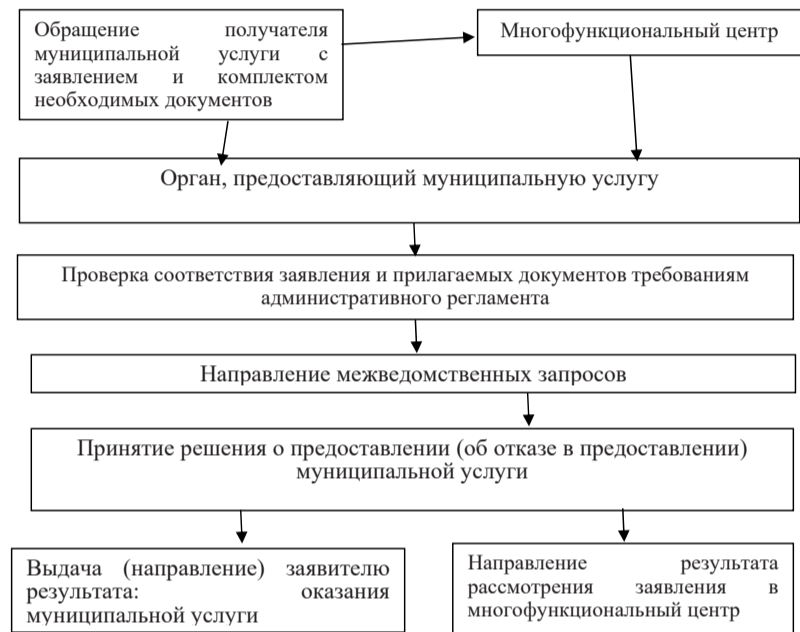 Обращение получателя
муниципальной услуги с
заявлением и комплектом
необходимых документов
Многофункциональный центр
Орган, предоставляющий муниципальную услугу
Проверка соответствия заявления и прилагаемых документов требованиям
административного регламента
Направление межведомственных запросов
Принятие решения о предоставлении (об отказе в предоставлении)
муниципальной услуги
Выдача (направление) заявителю
результата: оказания
муниципальной услуги
Направление результата
рассмотрения заявления в
многофункциональный центр